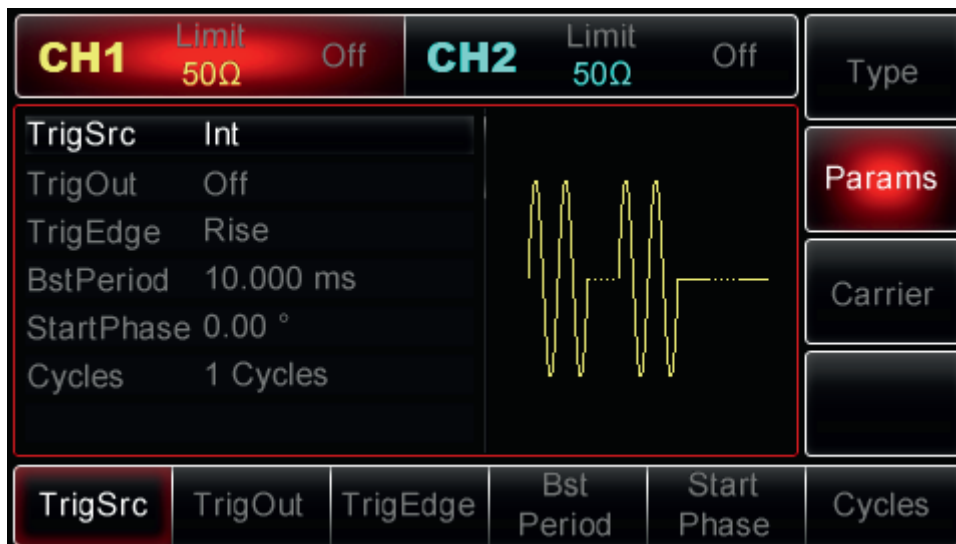 CH1 Limit 50Ω Off
CH2 Limit 50Ω Off
Type
TrigSrc Int
TrigOut Off
TrigEdge Rise
BstPeriod 10.000 ms
StartPhase 0.00 °
Cycles 1 Cycles
Params
Carrier
TrigSrc
TrigOut
TrigEdge
Bst
Period
Start
Phase
Cycles